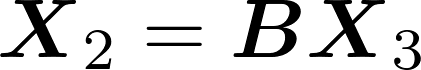 X₂ = BX₃